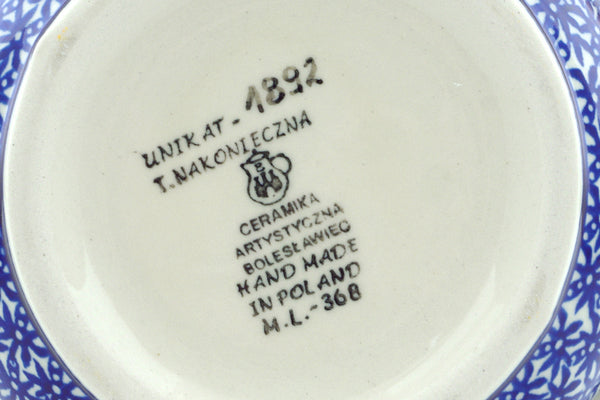 UNIKAT - 1892
T. NAKONIECZNA
CERAMIKA
ARTYSTYCZNA
BOLESŁAWIEC
HAND MADE
IN POLAND
M.L.-368